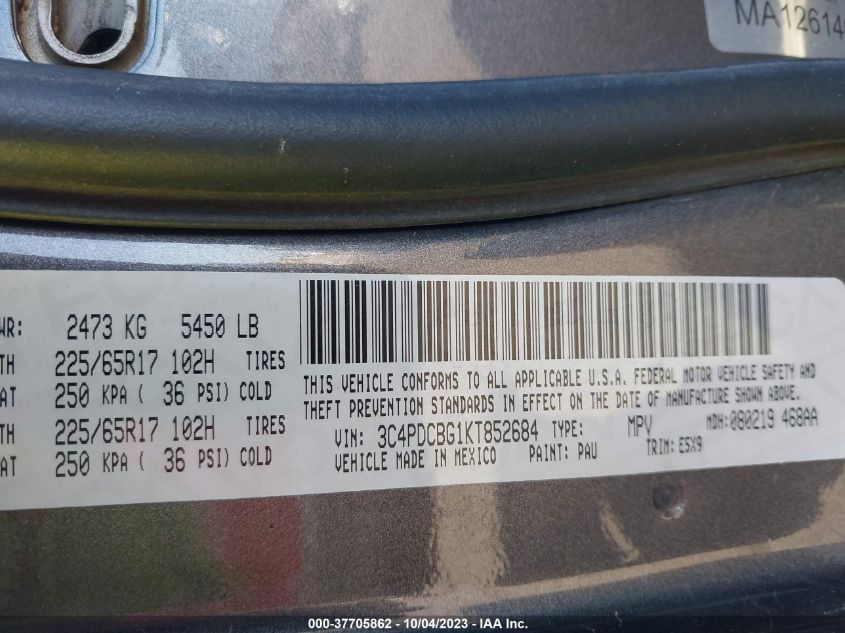 MA12614
WR: 2473 KG 5450 LB
TH 225/65R17 102H TIRES
AT 250 KPA ( 36 PSI) COLD
TH 225/65R17 102H TIRES
AT 250 KPA ( 36 PSI) COLD
THIS VEHICLE CONFORMS TO ALL APPLICABLE U.S.A. FEDERAL MOTOR VEHICLE SAFETY AND
THEFT PREVENTION STANDARDS IN EFFECT ON THE DATE OF MANUFACTURE SHOWN ABOVE.
VIN: 3C4PDCBG1KT852684 TYPE: MPV MDH: 080219 468AA
VEHICLE MADE IN MEXICO PAINT: PAU TRIM: E5X9
000-37705862 - 10/04/2023 - IAA Inc.